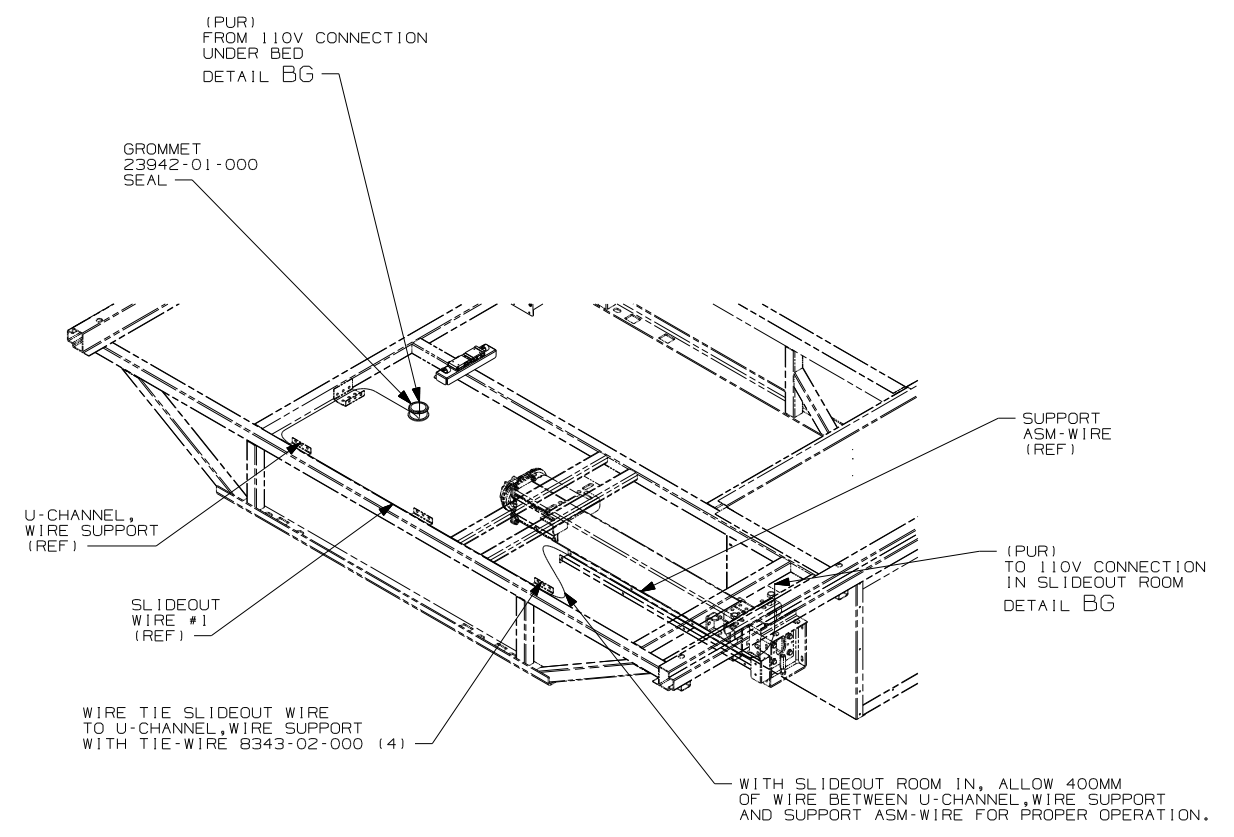 (PUR)
FROM 110V CONNECTION
UNDER BED
DETAIL BG
GROMMET
23942-01-000
SEAL
SUPPORT
ASM-WIRE
(REF)
U-CHANNEL,
WIRE SUPPORT
(REF)
(PUR)
TO 110V CONNECTION
IN SLIDEOUT ROOM
DETAIL BG
SLIDEOUT
WIRE #1
(REF)
WIRE TIE SLIDEOUT WIRE
TO U-CHANNEL,WIRE SUPPORT
WITH TIE-WIRE 8343-02-000 (4)
WITH SLIDEOUT ROOM IN, ALLOW 400MM
OF WIRE BETWEEN U-CHANNEL,WIRE SUPPORT
AND SUPPORT ASM-WIRE FOR PROPER OPERATION.